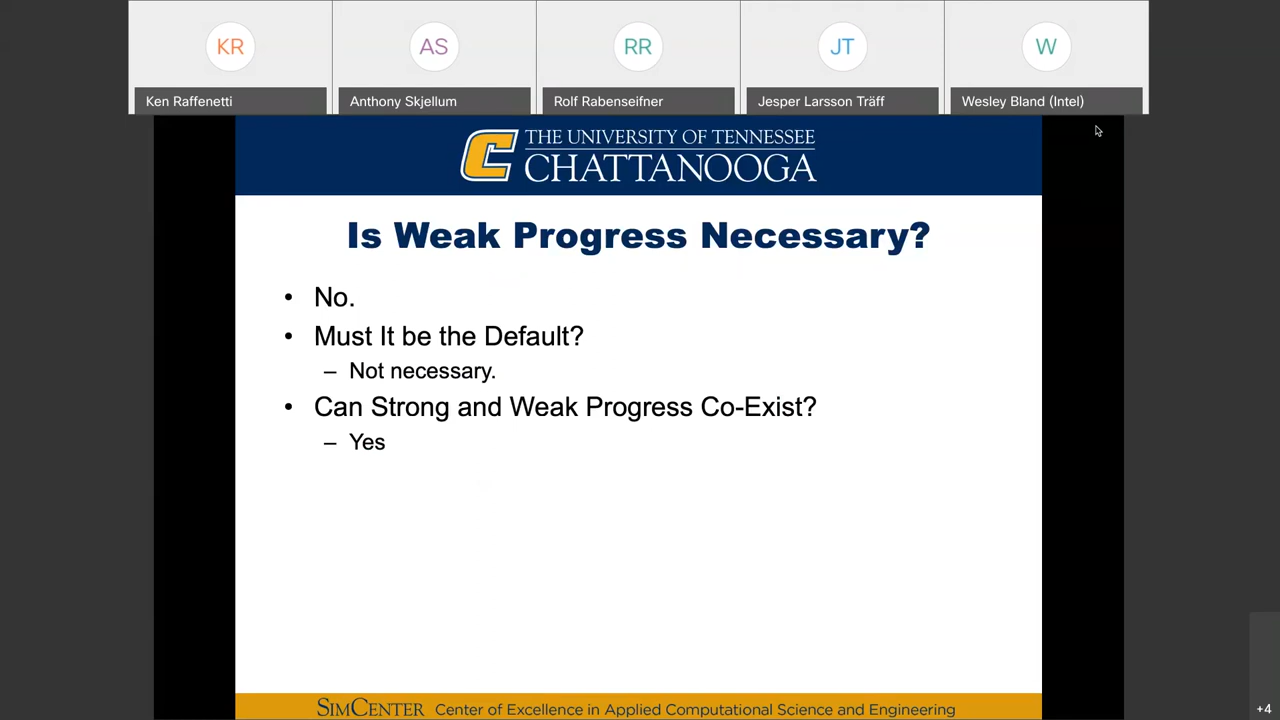 KR
AS
RR
JT
W
Ken Raffenetti
Anthony Skjellum
Rolf Rabenseifner
Jesper Larsson Träff
Wesley Bland (Intel)
C
THE UNIVERSITY OF TENNESSEE
CHATTANOOGA
Is Weak Progress Necessary?
• No.
• Must It be the Default?
– Not necessary.
• Can Strong and Weak Progress Co-Exist?
– Yes
SIMCENTER Center of Excellence in Applied Computational Science and Engineering
+4